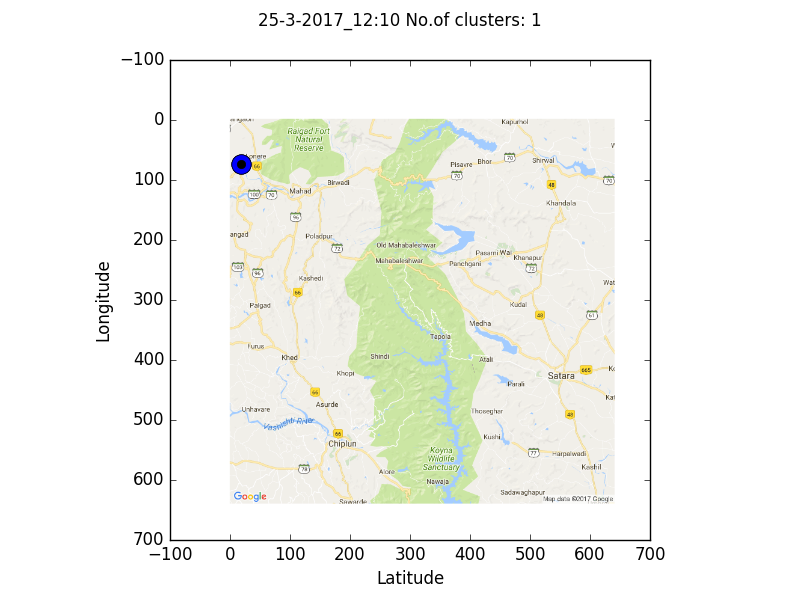 25-3-2017_12:10 No.of clusters: 1
−100
0
100
200
300
400
500
600
700
−100 0 100 200 300 400 500 600 700
Longitude
Latitude
Raigad Fort
Natural
Reserve
Kapurhol
Pisavre
Bhor
Shirwal
70
48
66
100
70
Mahad
Birwadi
70
70
Khandala
96
Poladpur
72
angad
Old Mahabaleshwar
Mahabaleshwar
Panchgani
Pasarni Wai
Khanapur
72
103
96
Kashedi
66
Wat
Palgad
Kudal
48
61
Medha
Tapola
Furus
Khed
Shindi
Atali
Khopi
Satara
665
Parali
66
Asurde
Unhavare
Vasishti River
66
Chiplun
Thoseghar
48
Kushi
77
Harpalwadi
Kashil
78
Alore
Koyna
Wildlife
Sanctuary
Nawaja
Sadawaghapur
Sawarde
Google
Map data ©2017 Google